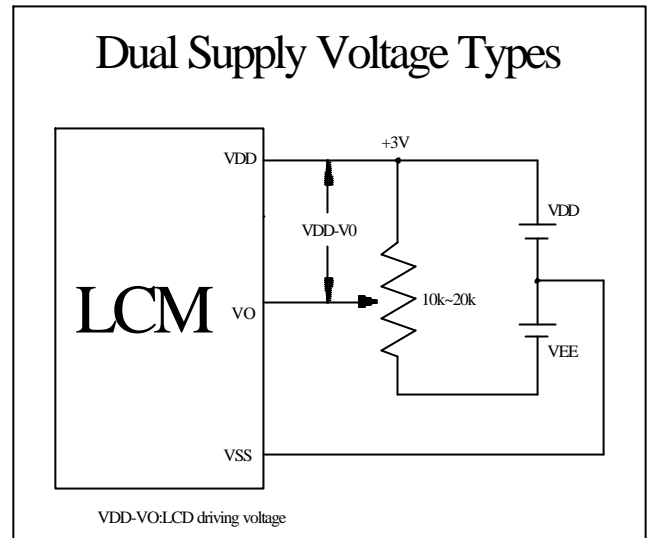 Dual Supply Voltage Types
+3V
VDD
VDD
VDD-V0
LCM
VO
10k~20k
VEE
VSS
VDD-VO:LCD driving voltage